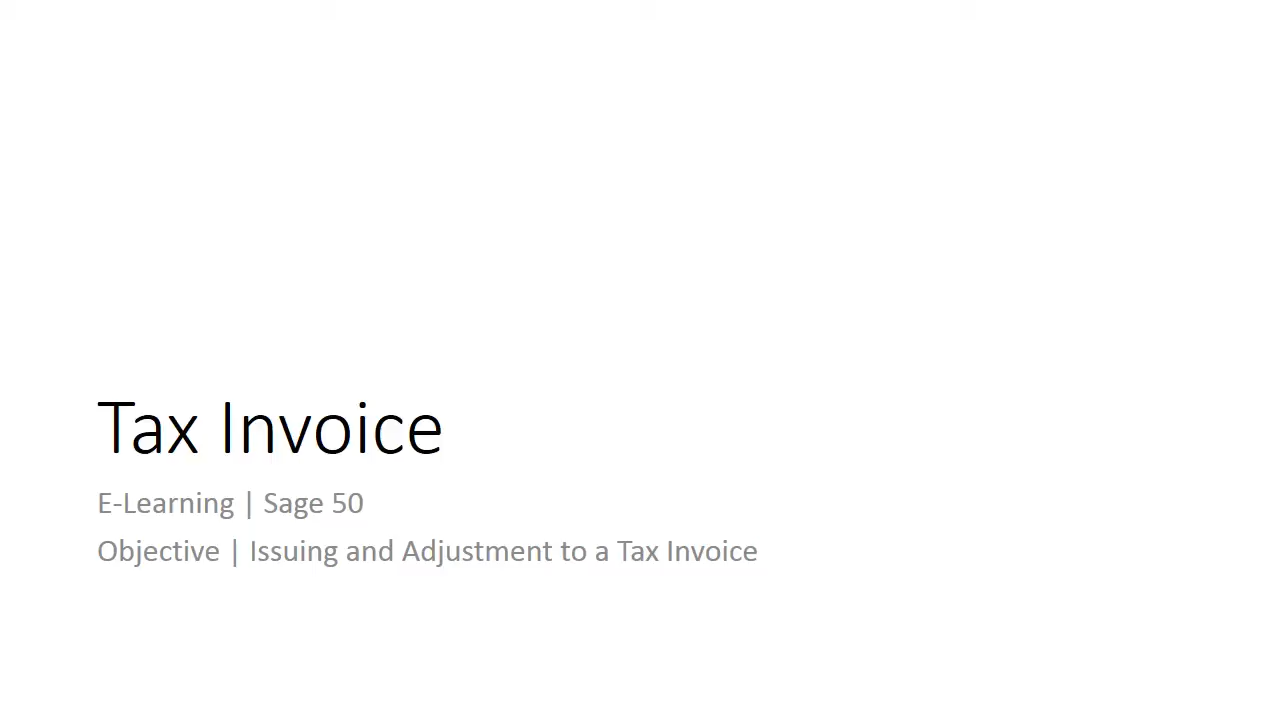 Tax Invoice
E-Learning | Sage 50
Objective | Issuing and Adjustment to a Tax Invoice